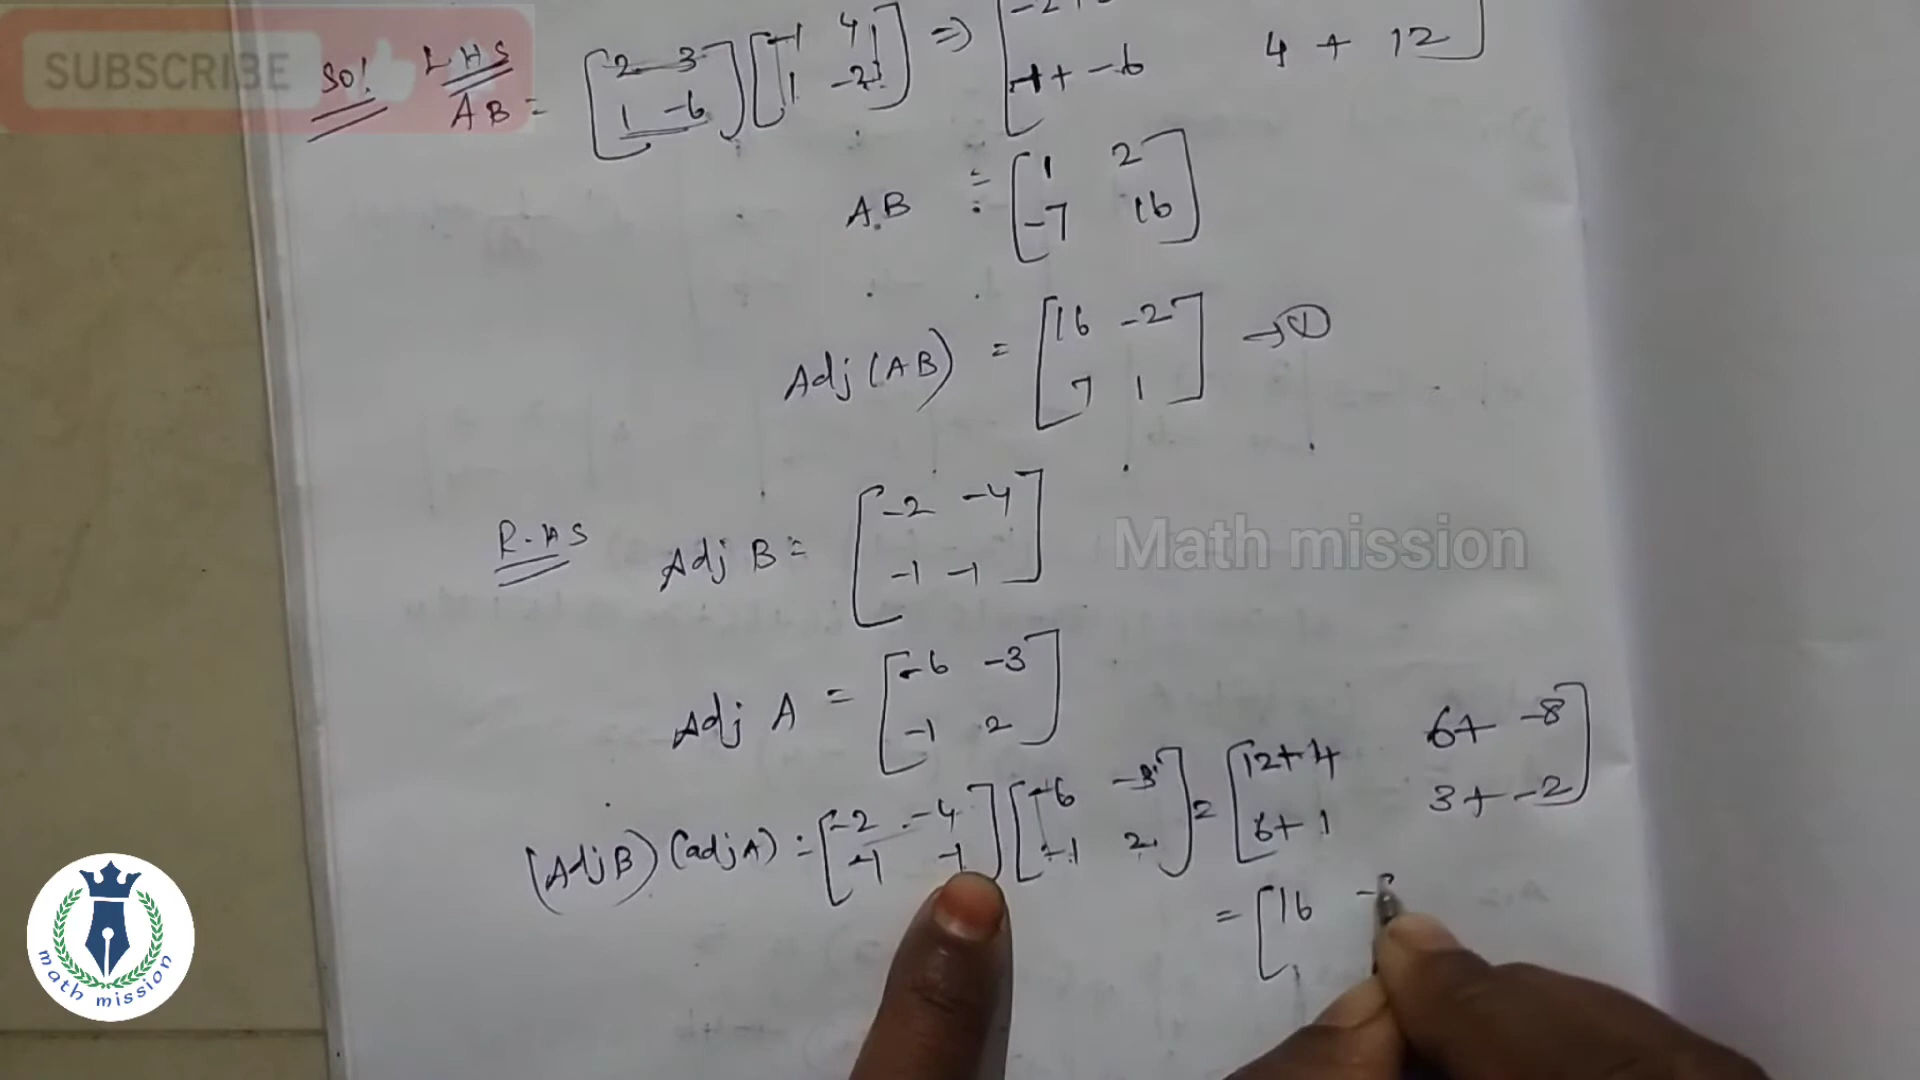 SUBSCRIBE
Sol LHS
AB = [2 3] [-1 4] => [-2+3
[1 -6] [1 -2] [-1+-6 4 + 12]
AB = [1 2]
[-7 16]
Adj (AB) = [16 -2] → ①
[7 1]
R.H.S Adj B = [-2 -4]
[-1 -1]
Math mission
Adj A = [-6 -3]
[-1 2]
(Adj B) (adj A) = [-2 -4] [-6 -3] = [12+4 6+ -8]
[-1 -1] [-1 2] [6+1 3+ -2]
= [16
math mission